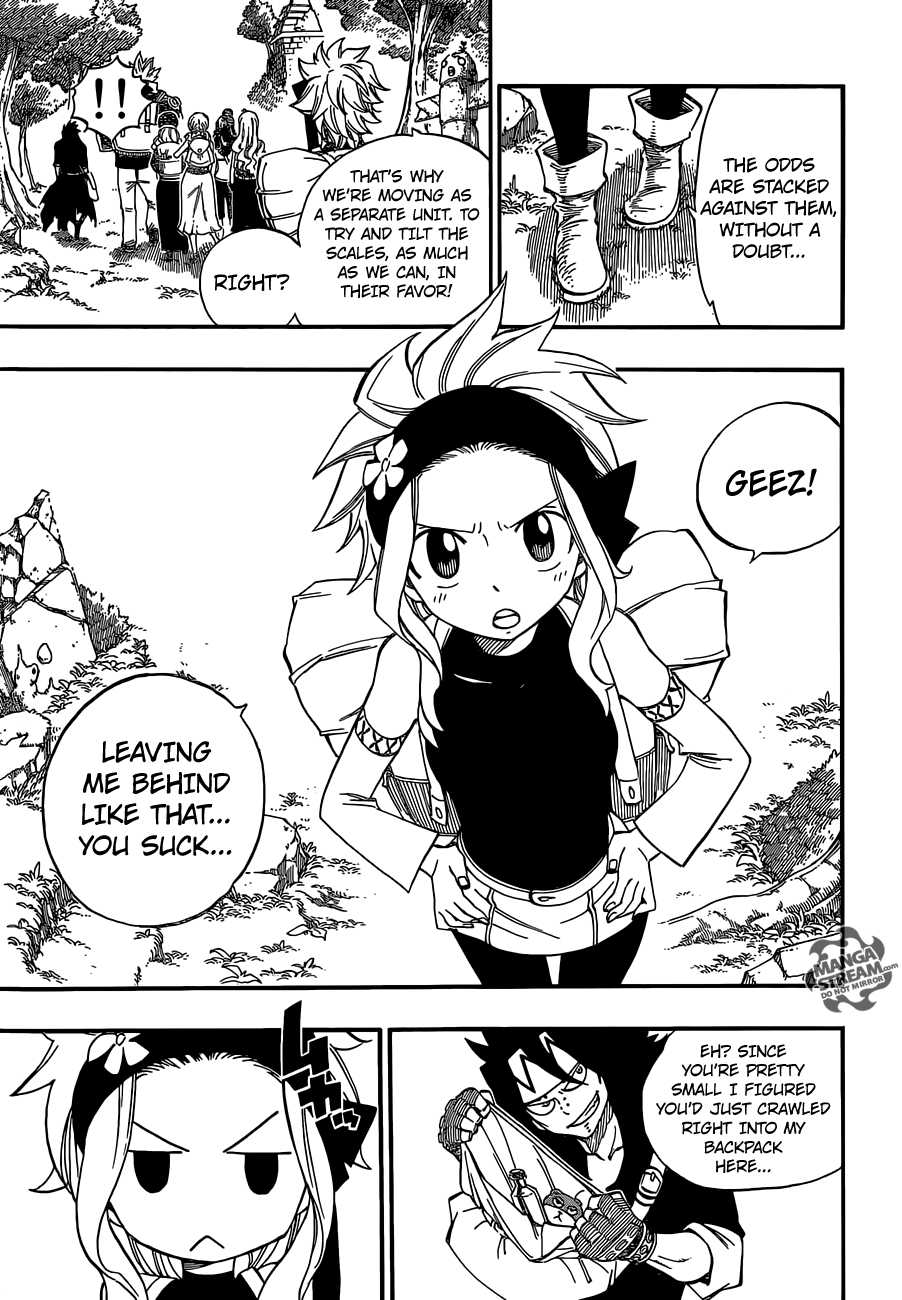 THE ODDS
ARE STACKED
AGAINST THEM,
WITHOUT A
DOUBT...
!!
THAT'S WHY
WE'RE MOVING AS
A SEPARATE UNIT. TO
TRY AND TILT THE
SCALES, AS MUCH
AS WE CAN, IN
THEIR FAVOR!
RIGHT?
GEEZ!
LEAVING
ME BEHIND
LIKE THAT...
YOU SUCK...
MANGA
STREAM.com
DO NOT MIRROR
EH? SINCE
YOU'RE PRETTY
SMALL I FIGURED
YOU'D JUST CRAWLED
RIGHT INTO MY
BACKPACK
HERE...